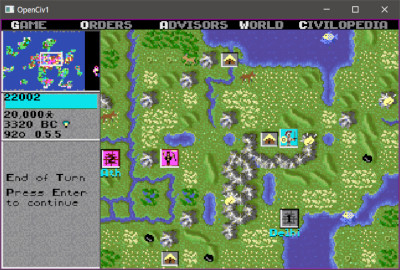 OpenCiv1
GAME ORDERS ADVISORS WORLD CIVILOPEDIA
22002
20,000
3320 BC
920 0.5.5
End of Turn
Press Enter
to continue
Ath
Delhi